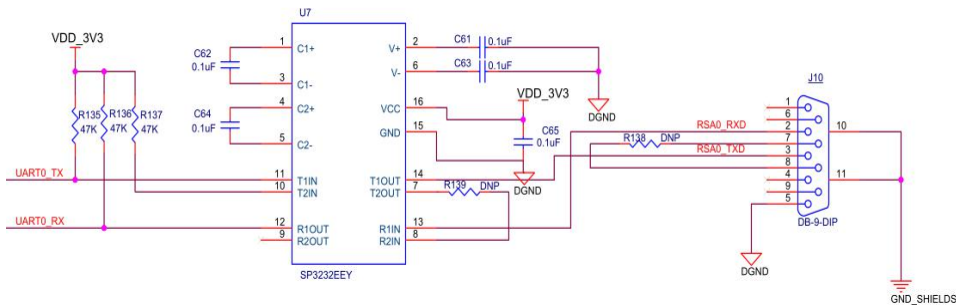 U7
VDD_3V3
C62
0.1uF
C64
0.1uF
R135
47K
R136
47K
R137
47K
UART0_TX
UART0_RX
1 C1+
3 C1-
4 C2+
5 C2-
11 T1IN
10 T2IN
12 R1OUT
9 R2OUT
V+ 2
V- 6
VCC 16
GND 15
T1OUT 14
T2OUT 7
R1IN 13
R2IN 8
SP3232EEY
C61 0.1uF
C63 0.1uF
DGND
VDD_3V3
C65
0.1uF
DGND
R139 DNP
R138 DNP
RSA0_RXD
RSA0_TXD
J10
1
6
2
7
3
8
4
9
5
10
11
DB-9-DIP
DGND
GND_SHIELDS